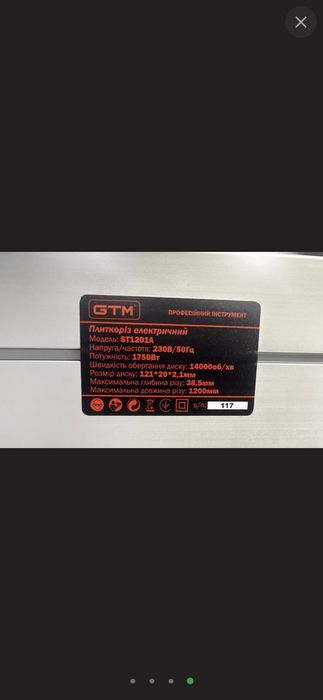 GTM
ПРОФЕСІЙНИЙ ІНСТРУМЕНТ
Плиткоріз електричний
Модель: ST1201A
Напруга/частота: 230В/50Гц
Потужність: 1750Вт
Швидкість обертання диску: 14000об/хв
Розмір диску: 121*20*2,1мм
Максимальна глибина різу: 38,5мм
Максимальна довжина різу: 1200мм
s/n: 117